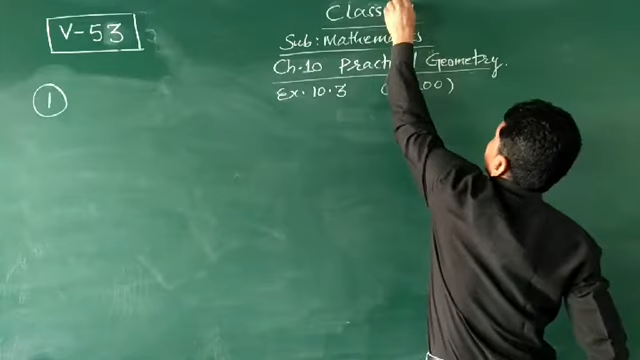 V-53
Class
Sub: Mathematics
Ch.10 Practical Geometry.
Ex. 10.3
1